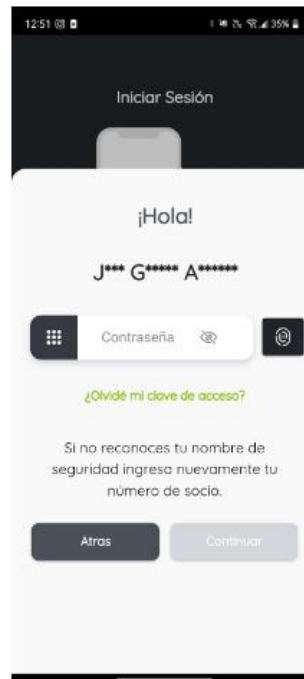 12:51
35%
Iniciar Sesión
¡Hola!
J*** G***** A******
Contraseña
¿Olvidé mi clave de acceso?
Si no reconoces tu nombre de
seguridad ingresa nuevamente tu
número de socio.
Atras
Continuar